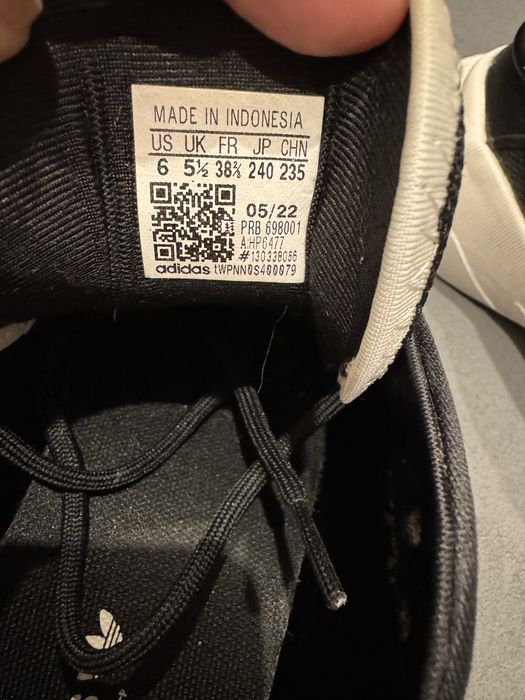 MADE IN INDONESIA
US UK FR JP CHN
6 5½ 38⅔ 240 235
05/22
PRB 698001
A:HP6477
#130338056
adidas tWPNN0S400079